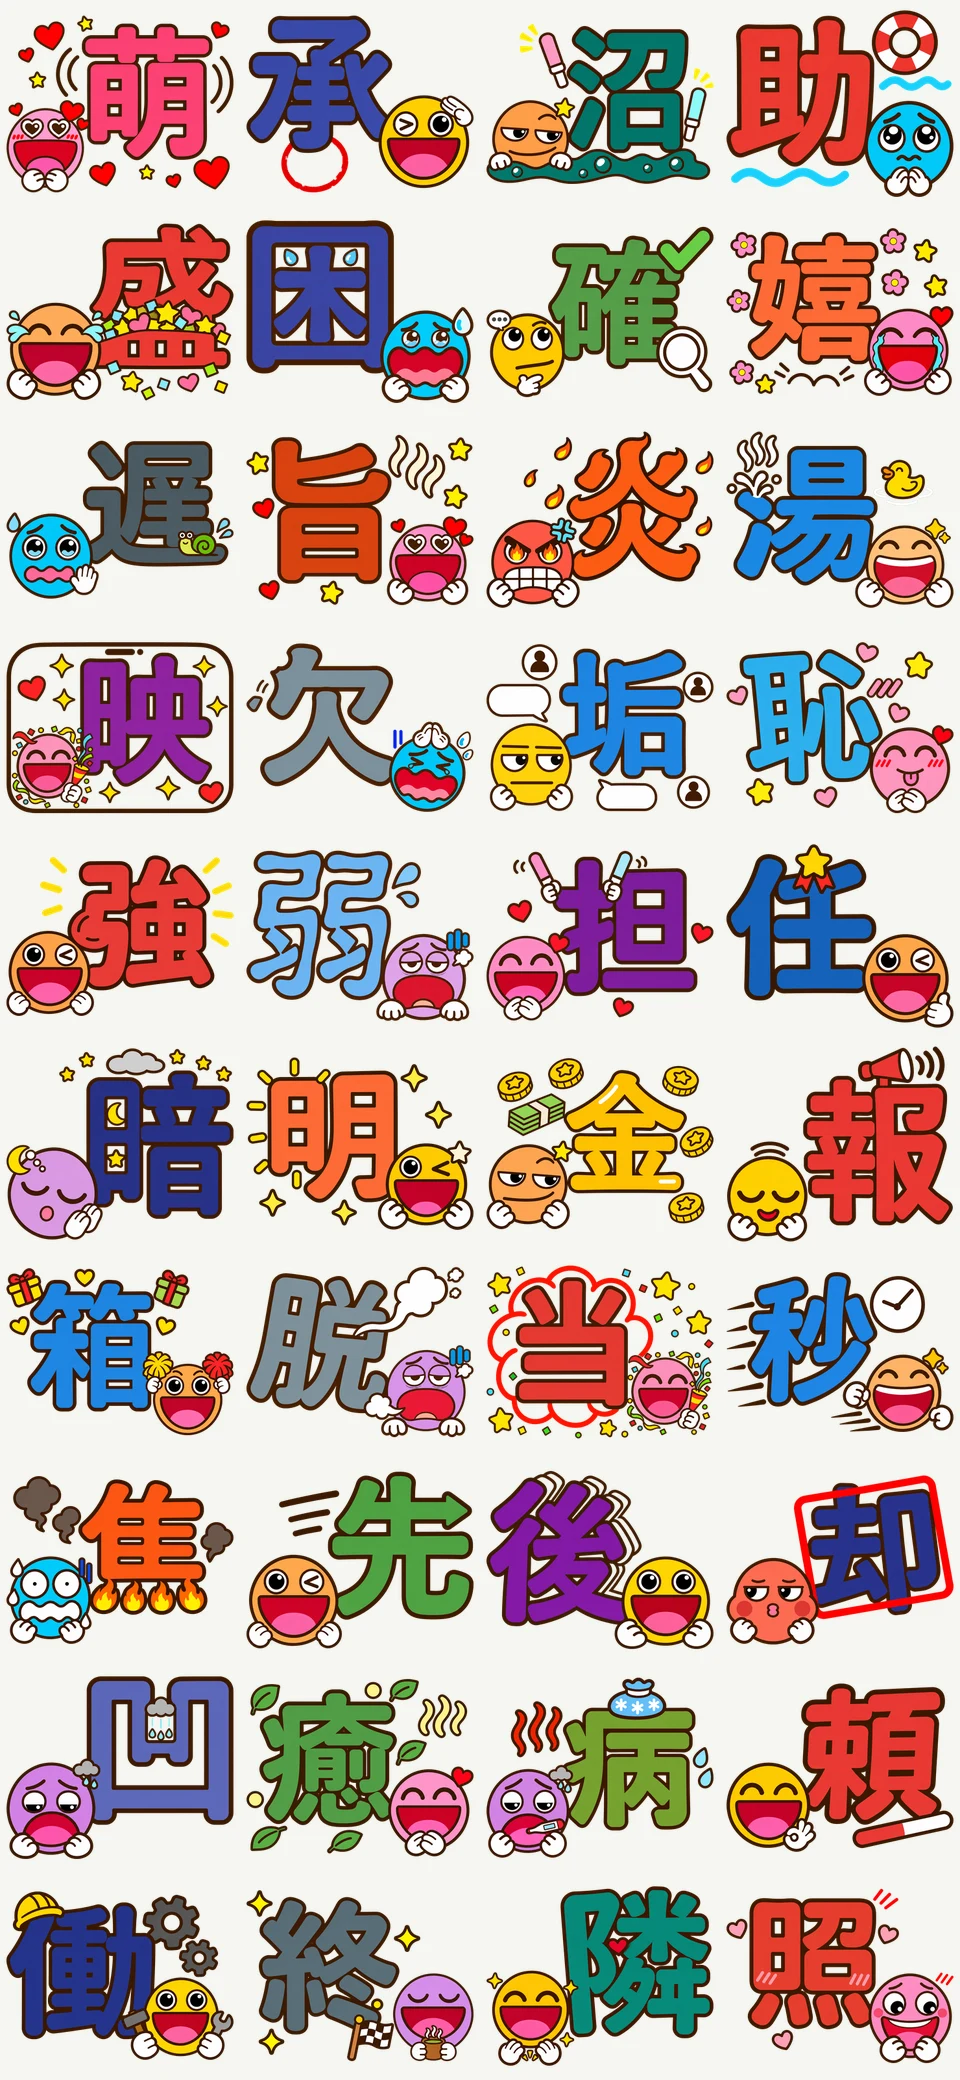 萌 承 沼 助
盛 困 確 嬉
遅 旨 炎 湯
映 欠 垢 恥
強 弱 担 任
暗 明 金 報
箱 脱 当 秒
焦 先 後 却
凹 癒 病 頼
働 終 隣 照